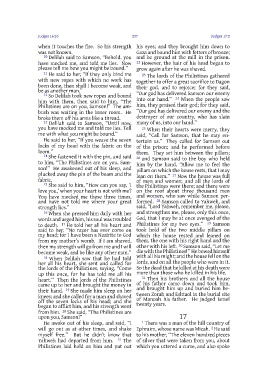 Judges 16:9
227
Judges 17:2
when it touches the fire. So his strength
was not known.
10 Delilah said to Samson, "Behold, you
have mocked me, and told me lies. Now
please tell me how you might be bound."
11 He said to her, "If they only bind me
with new ropes with which no work has
been done, then shall I become weak, and
be as another man."
12 So Delilah took new ropes and bound
him with them, then said to him, "The
Philistines are on you, Samson!" The am-
bush was waiting in the inner room. He
broke them off his arms like a thread.
13 Delilah said to Samson, "Until now,
you have mocked me and told me lies. Tell
me with what you might be bound."
He said to her, "If you weave the seven
locks of my head with the fabric on the
loom."
14 She fastened it with the pin, and said
to him, "The Philistines are on you, Sam-
son!" He awakened out of his sleep, and
plucked away the pin of the beam and the
fabric.
15 She said to him, "How can you say, 'I
love you,' when your heart is not with me?
You have mocked me these three times,
and have not told me where your great
strength lies."
16 When she pressed him daily with her
words and urged him, his soul was troubled
to death. 17 He told her all his heart and
said to her, "No razor has ever come on
my head; for I have been a Nazirite to God
from my mother's womb. If I am shaved,
then my strength will go from me and I will
become weak, and be like any other man."
18 When Delilah saw that he had told
her all his heart, she sent and called for
the lords of the Philistines, saying, "Come
up this once, for he has told me all his
heart." Then the lords of the Philistines
came up to her and brought the money in
their hand. 19 She made him sleep on her
knees; and she called for a man and shaved
off the seven locks of his head; and she
began to afflict him, and his strength went
from him. 20 She said, "The Philistines are
upon you, Samson!"
He awoke out of his sleep, and said, "I
will go out as at other times, and shake
myself free." But he didn't know that
Yahweh had departed from him. 21 The
Philistines laid hold on him and put out
his eyes; and they brought him down to
Gaza and bound him with fetters of bronze;
and he ground at the mill in the prison.
22 However, the hair of his head began to
grow again after he was shaved.
23 The lords of the Philistines gathered
together to offer a great sacrifice to Dagon
their god, and to rejoice; for they said,
"Our god has delivered Samson our enemy
into our hand." 24 When the people saw
him, they praised their god; for they said,
"Our god has delivered our enemy and the
destroyer of our country, who has slain
many of us, into our hand."
25 When their hearts were merry, they
said, "Call for Samson, that he may en-
tertain us." They called for Samson out
of the prison; and he performed before
them. They set him between the pillars;
26 and Samson said to the boy who held
him by the hand, "Allow me to feel the
pillars on which the house rests, that I may
lean on them." 27 Now the house was full
of men and women; and all the lords of
the Philistines were there; and there were
on the roof about three thousand men
and women, who saw while Samson per-
formed. 28 Samson called to Yahweh, and
said, "Lord Yahweh, remember me, please,
and strengthen me, please, only this once,
God, that I may be at once avenged of the
Philistines for my two eyes." 29 Samson
took hold of the two middle pillars on
which the house rested and leaned on
them, the one with his right hand and the
other with his left. 30 Samson said, "Let me
die with the Philistines!" He bowed himself
with all his might; and the house fell on the
lords, and on all the people who were in it.
So the dead that he killed at his death were
more than those who he killed in his life.
31 Then his brothers and all the house
of his father came down and took him,
and brought him up and buried him be-
tween Zorah and Eshtaol in the burial site
of Manoah his father. He judged Israel
twenty years.
17
1 There was a man of the hill country of
Ephraim, whose name was Micah. 2 He said
to his mother, "The eleven hundred pieces
of silver that were taken from you, about
which you uttered a curse, and also spoke